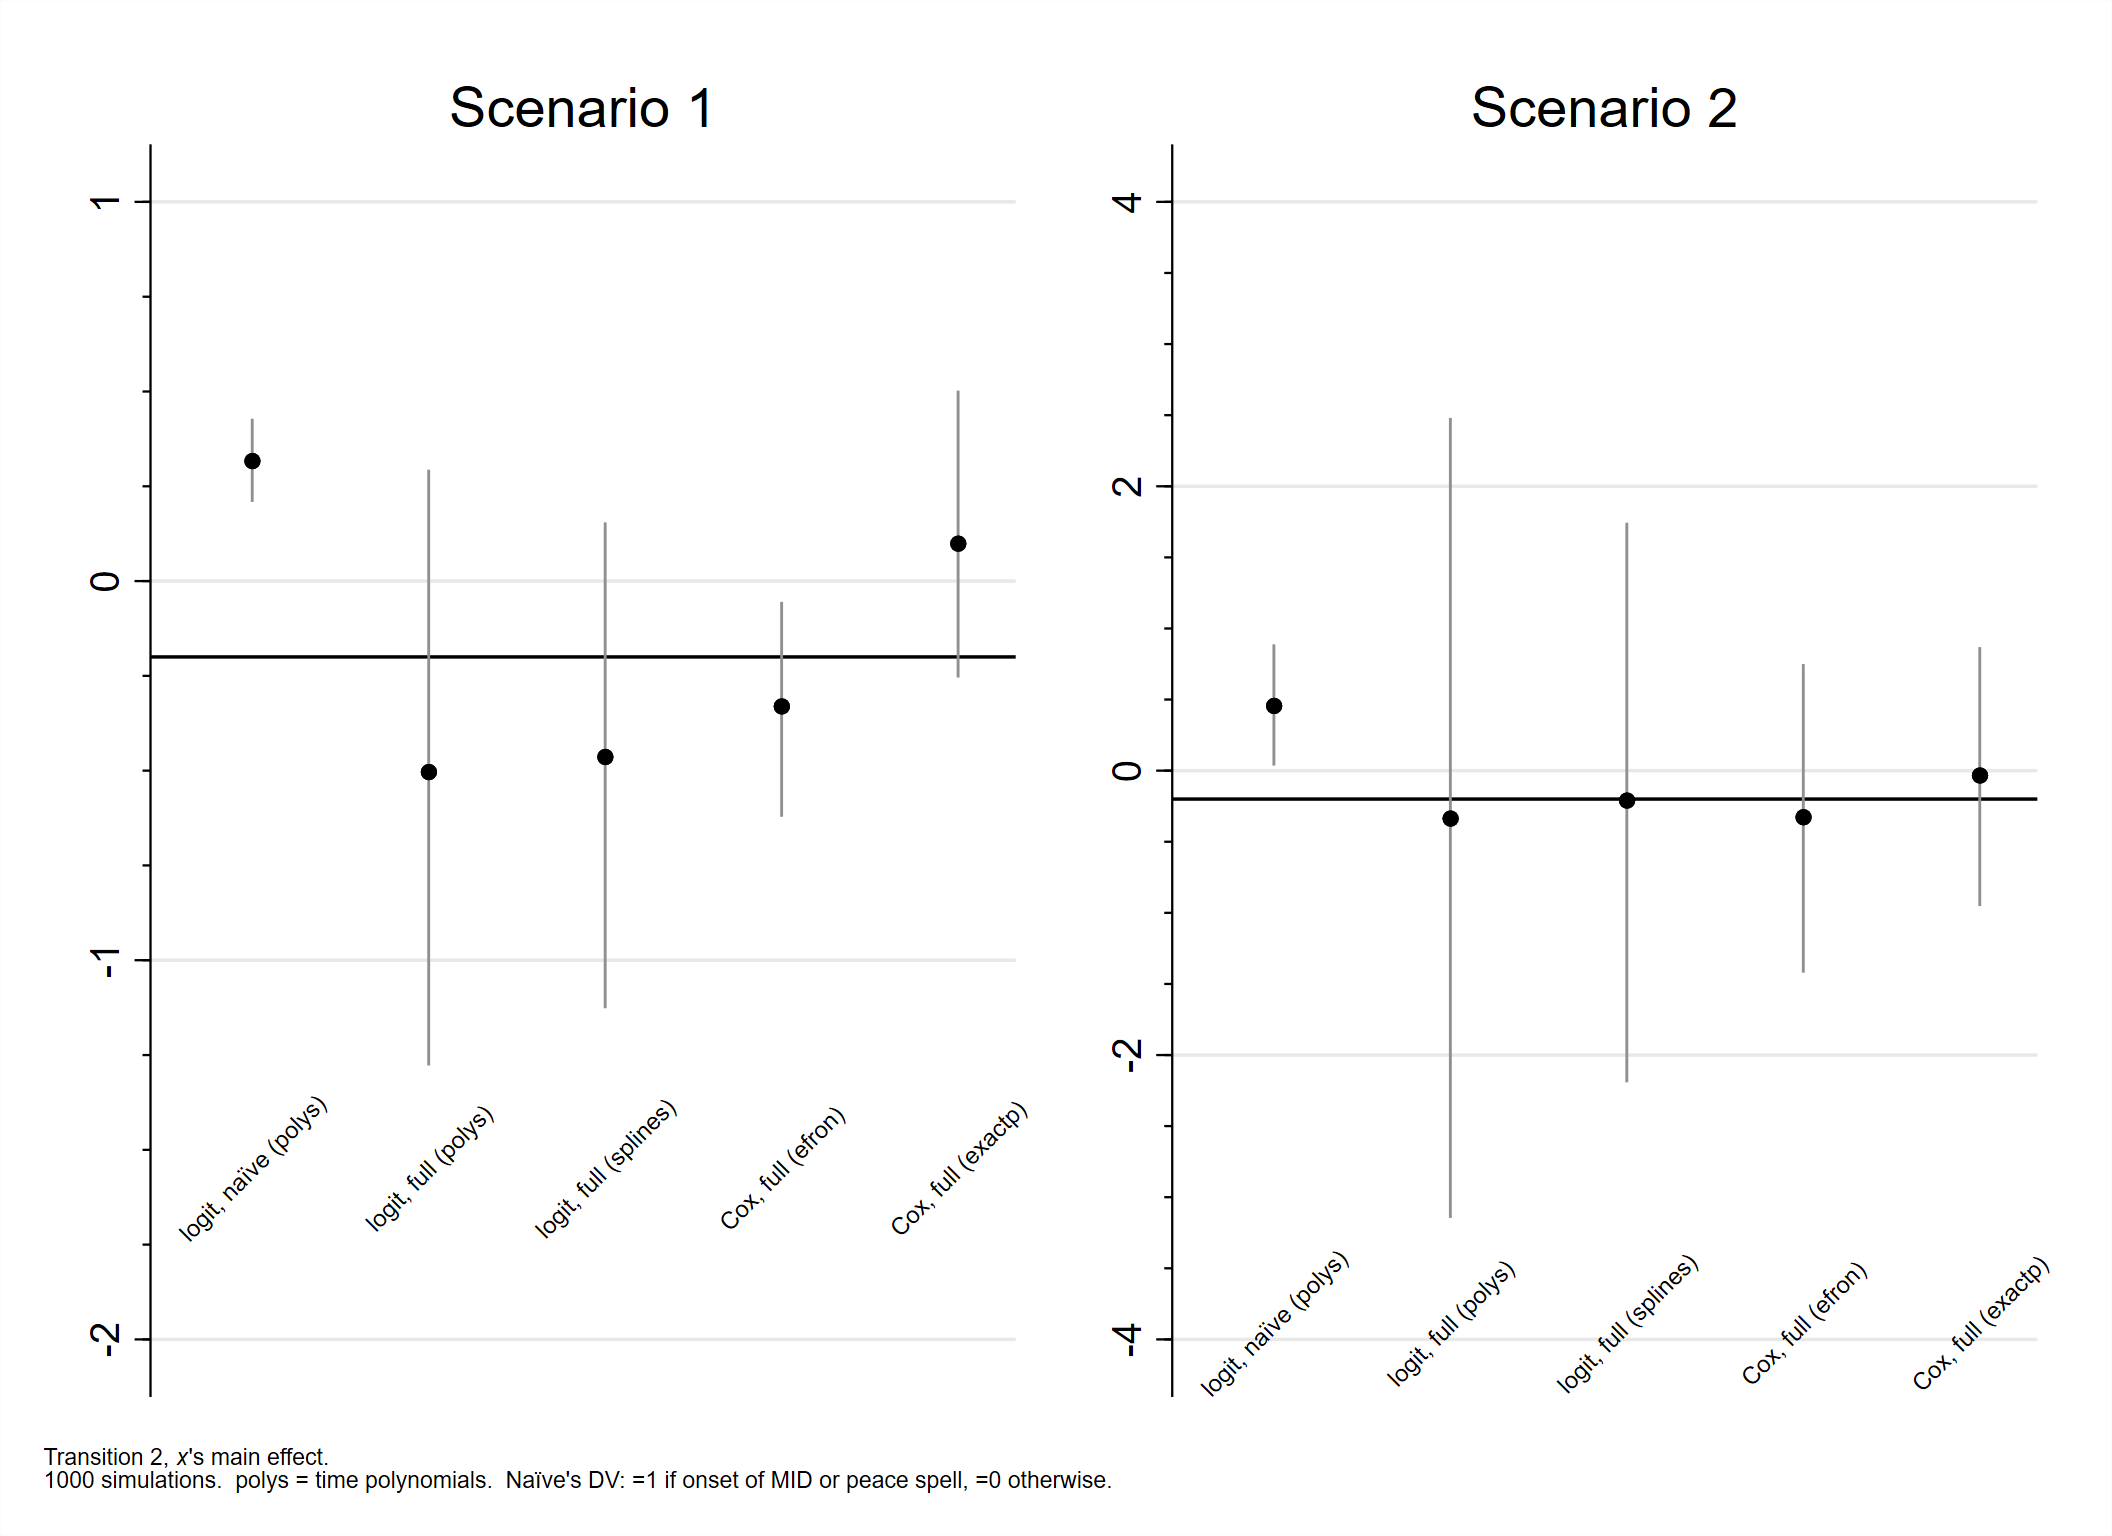 Scenario 1
1
0
-1
-2
logit, naïve (polys)
logit, full (polys)
logit, full (splines)
Cox, full (efron)
Cox, full (exactp)
Scenario 2
4
2
0
-2
-4
logit, naïve (polys)
logit, full (polys)
logit, full (splines)
Cox, full (efron)
Cox, full (exactp)
Transition 2, x's main effect.
1000 simulations.  polys = time polynomials.  Naïve's DV: =1 if onset of MID or peace spell, =0 otherwise.